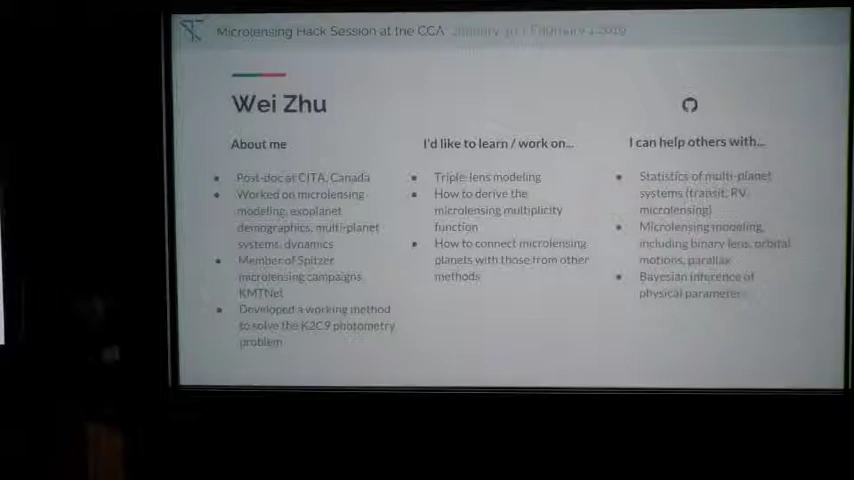 Microlensing Hack Session at the CCA
Wei Zhu
About me
Post-doc at CITA, Canada
Worked on microlensing
modeling, exoplanet
demographics, multi-planet
systems, dynamics
Member of Spitzer
microlensing campaigns,
KMTNet
Developed a working method
to solve the K2C9 photometry
problem
I'd like to learn / work on...
Triple-lens modeling
How to derive the
microlensing multiplicity
function
How to connect microlensing
planets with those from other
methods
I can help others with...
Statistics of multi-planet
systems (transit, RV,
microlensing)
Microlensing modeling,
including binary-lens, orbital
motions, parallax
Bayesian inference of
physical parameters